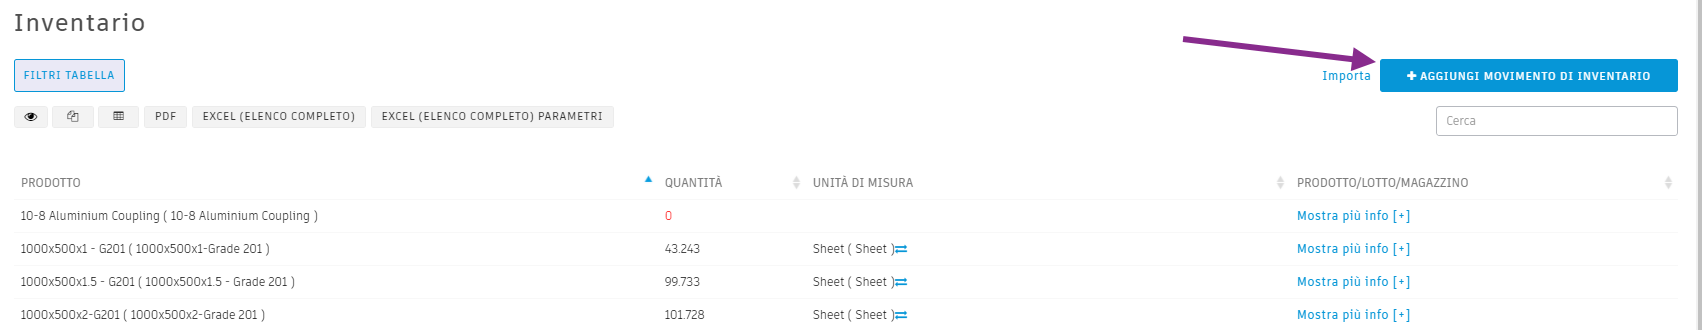 Inventario
FILTRI TABELLA
Importa
AGGIUNGI MOVIMENTO DI INVENTARIO
PDF EXCEL (ELENCO COMPLETO) EXCEL (ELENCO COMPLETO) PARAMETRI
Cerca
PRODOTTO QUANTITÀ UNITÀ DI MISURA PRODOTTO/LOTTO/MAGAZZINO
10-8 Aluminium Coupling ( 10-8 Aluminium Coupling ) 0 Mostra più info [+]
1000x500x1 - G201 ( 1000x500x1-Grade 201 ) 43.243 Sheet ( Sheet ) Mostra più info [+]
1000x500x1.5 - G201 ( 1000x500x1.5 - Grade 201 ) 99.733 Sheet ( Sheet ) Mostra più info [+]
1000x500x2-G201 ( 1000x500x2-Grade 201 ) 101.728 Sheet ( Sheet ) Mostra più info [+]